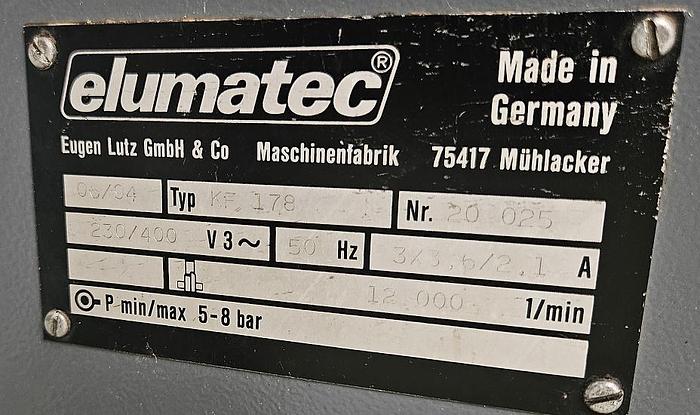 elumatec®
Made in
Germany
Eugen Lutz GmbH & Co Maschinenfabrik 75417 Mühlacker
06/04 Typ KF 178 Nr. 20 025
230/400 V 3~ 50 Hz 3x3,6/2,1 A
12 000 1/min
P min/max 5-8 bar